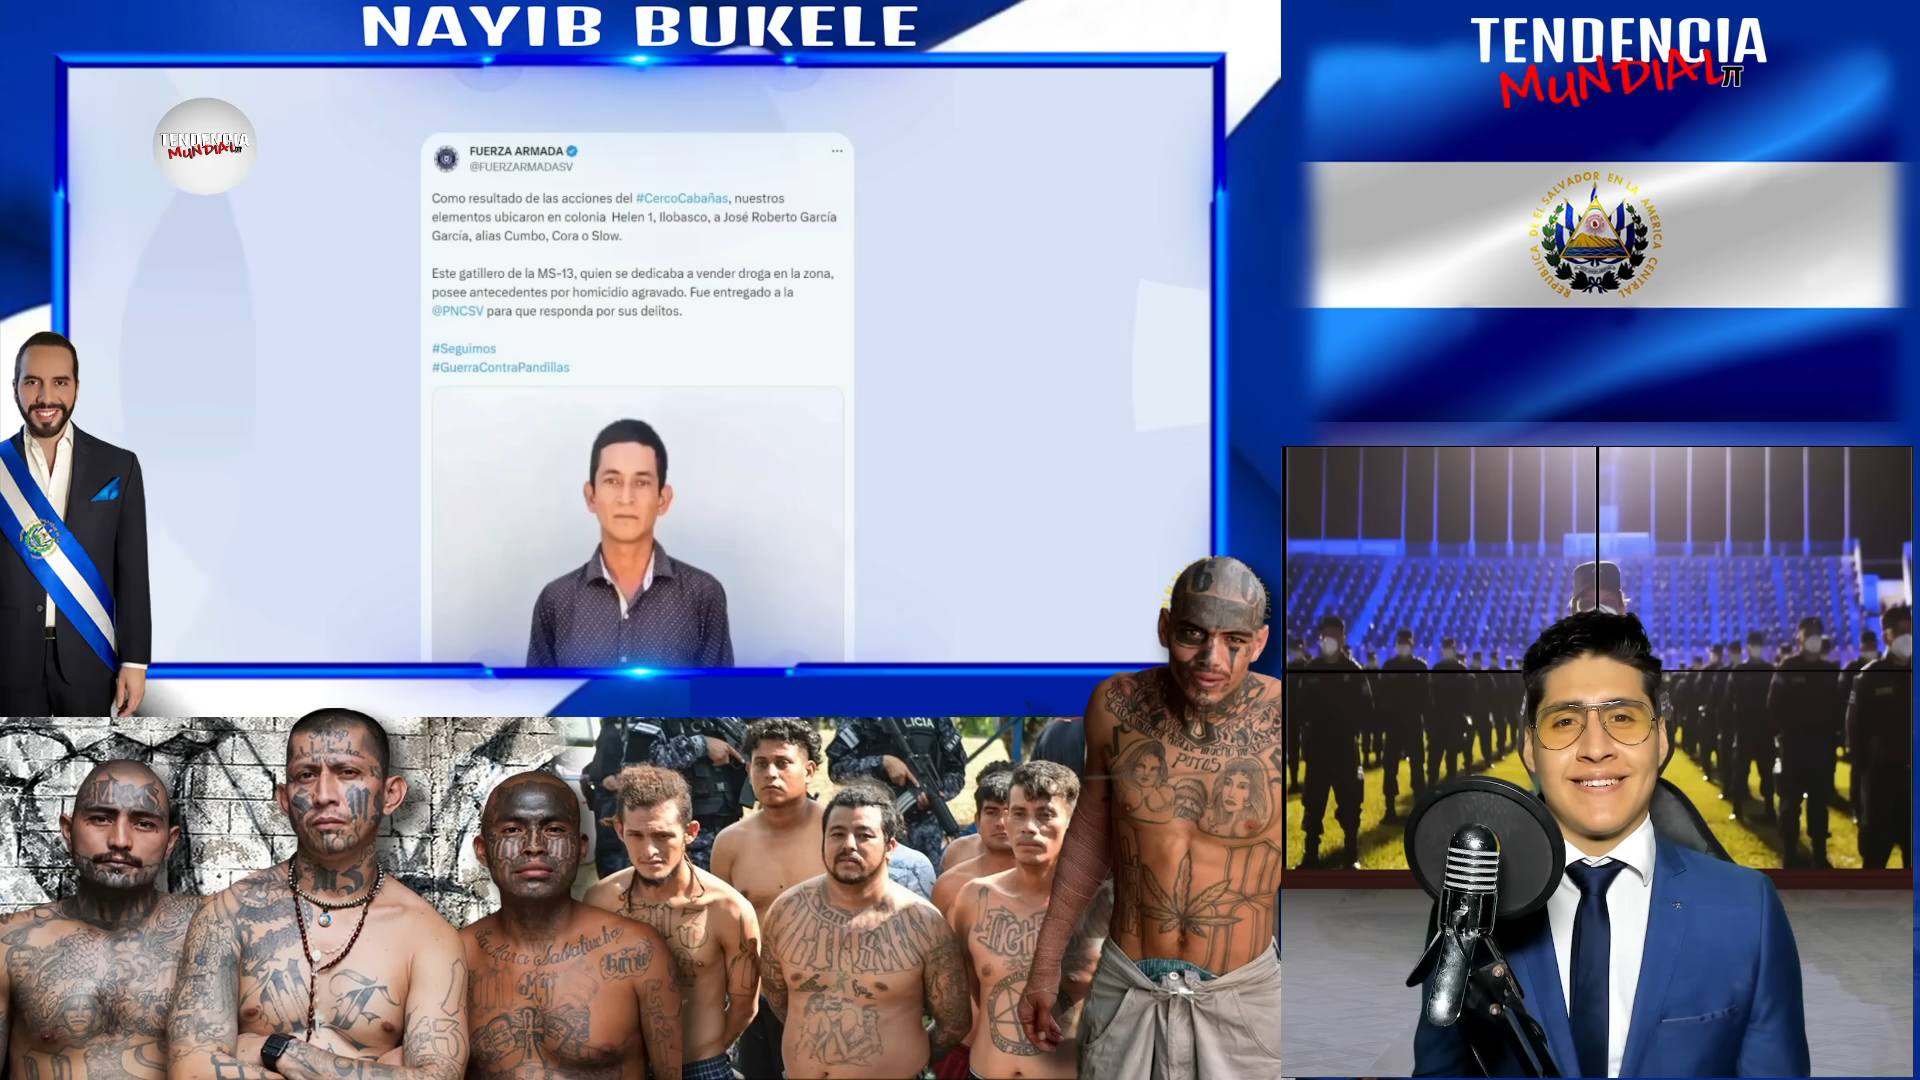 NAYIB BUKELE
TENDENCIA
MUNDIAL
TENDENCIA
MUNDIAL
FUERZA ARMADA
@FUERZARMADASV
Como resultado de las acciones del #CercoCabañas, nuestros
elementos ubicaron en colonia Helen 1, Ilobasco, a José Roberto García
García, alias Cumbo, Cora o Slow.
Este gatillero de la MS-13, quien se dedicaba a vender droga en la zona,
posee antecedentes por homicidio agravado. Fue entregado a la
@PNCSV para que responda por sus delitos.
#Seguimos
#GuerraContraPandillas
REPUBLICA DE EL SALVADOR EN LA AMERICA CENTRAL
LICIA